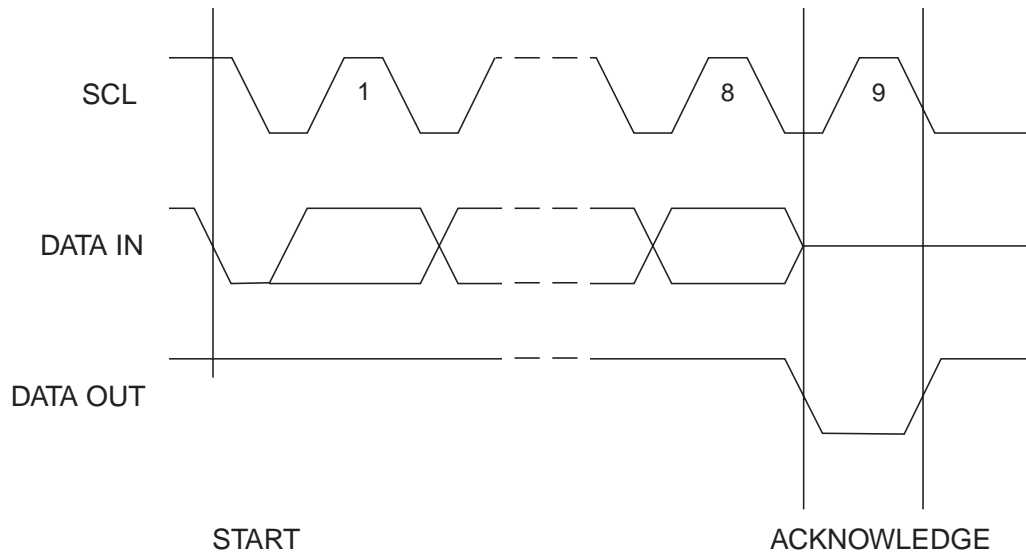 SCL
1
8
9
DATA IN
DATA OUT
START
ACKNOWLEDGE